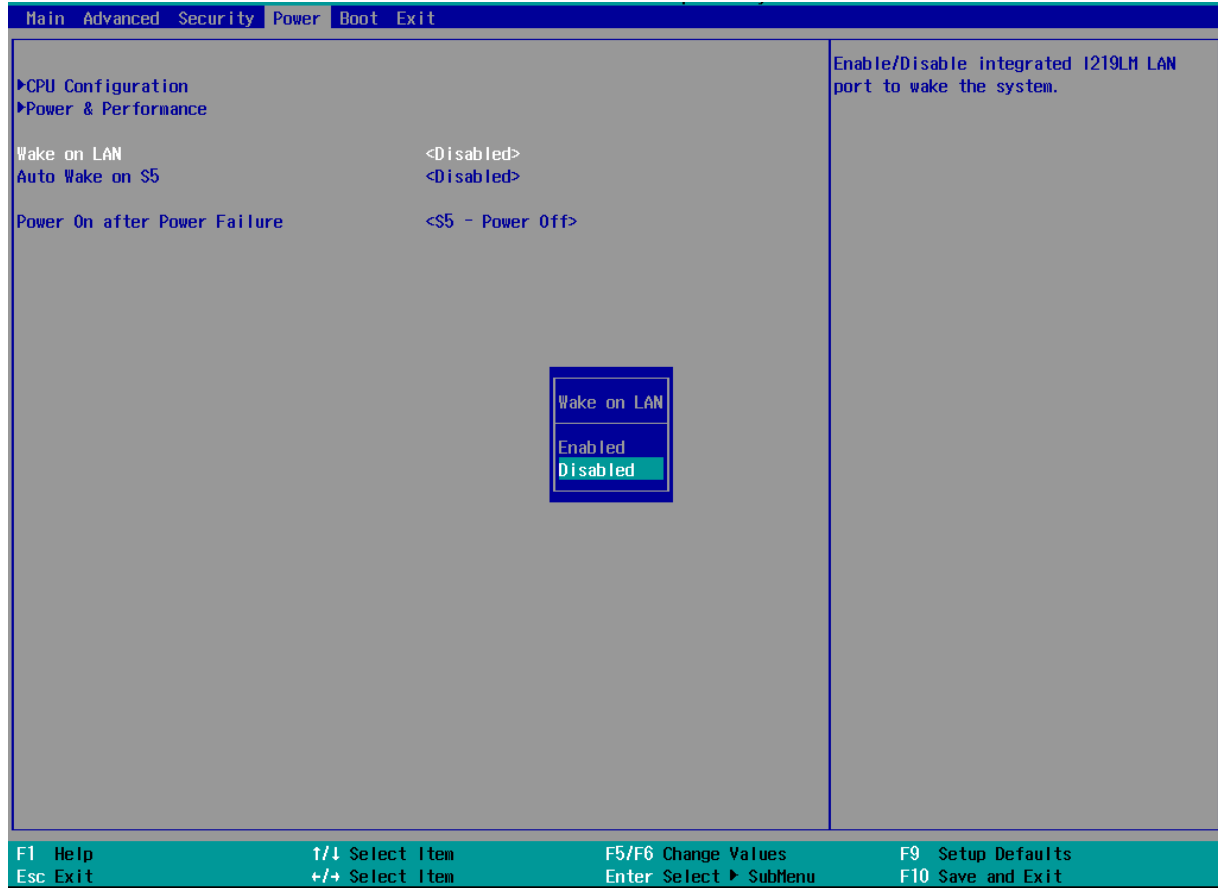 Main Advanced Security Power Boot Exit
▶CPU Configuration
▶Power & Performance
Wake on LAN <Disabled>
Auto Wake on S5 <Disabled>
Power On after Power Failure <S5 - Power Off>
Enable/Disable integrated I219LM LAN
port to wake the system.
Wake on LAN
Enabled
Disabled
F1 Help ↑/↓ Select Item F5/F6 Change Values F9 Setup Defaults
Esc Exit ←/→ Select Item Enter Select ▶ SubMenu F10 Save and Exit